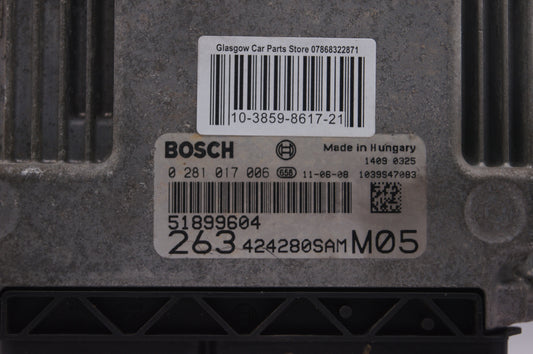 Glasgow Car Parts Store 07868322871
10-3859-8617-21
BOSCH Made in Hungary
1409 0325
0 281 017 006 658 11-06-08 1039S47083
51899604
263 424280SAM M05